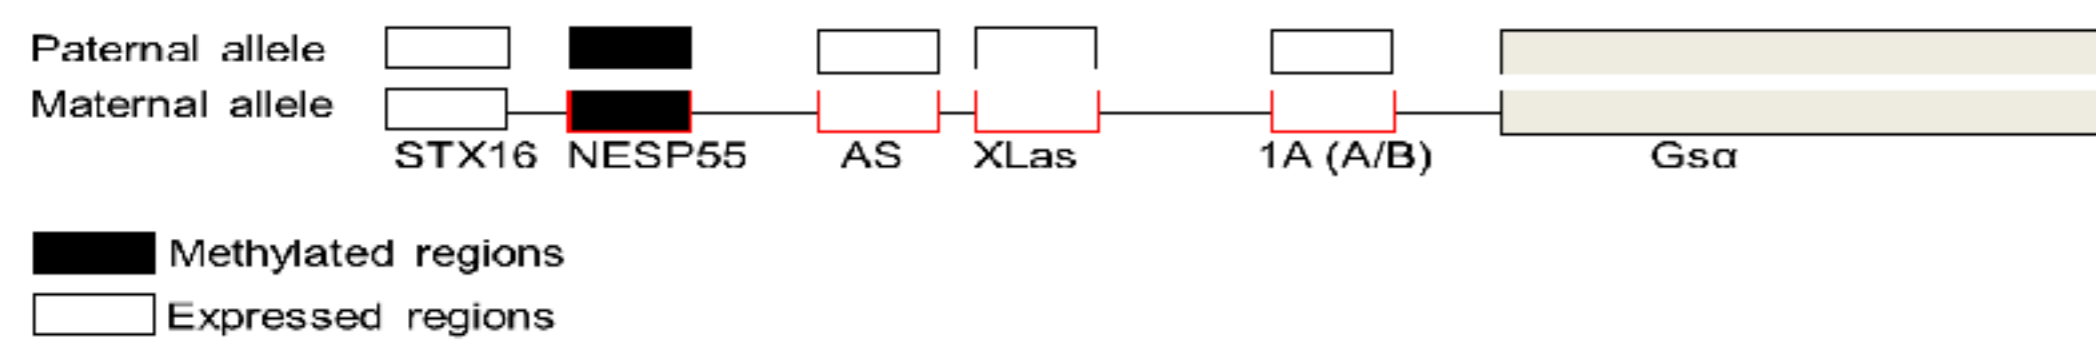 Paternal allele
Maternal allele
STX16 NESP55 AS XLas 1A (A/B) Gsα
Methylated regions
Expressed regions